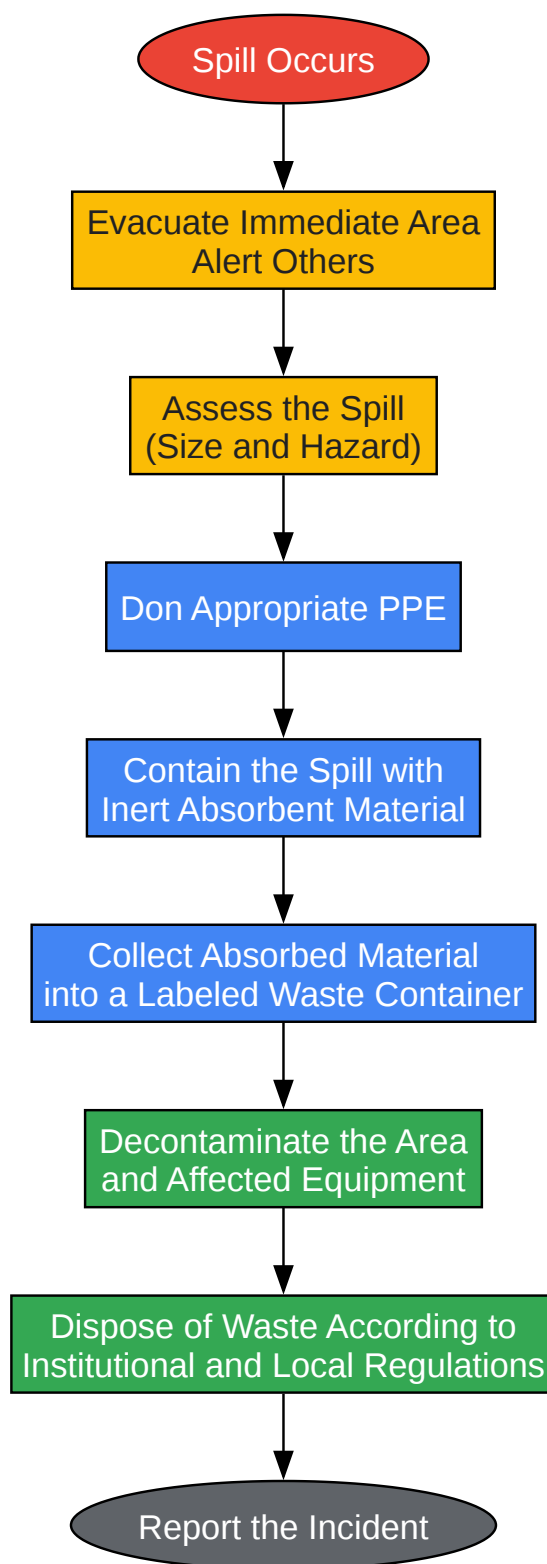 Spill Occurs
Evacuate Immediate Area
Alert Others
Assess the Spill
(Size and Hazard)
Don Appropriate PPE
Contain the Spill with
Inert Absorbent Material
Collect Absorbed Material
into a Labeled Waste Container
Decontaminate the Area
and Affected Equipment
Dispose of Waste According to
Institutional and Local Regulations
Report the Incident